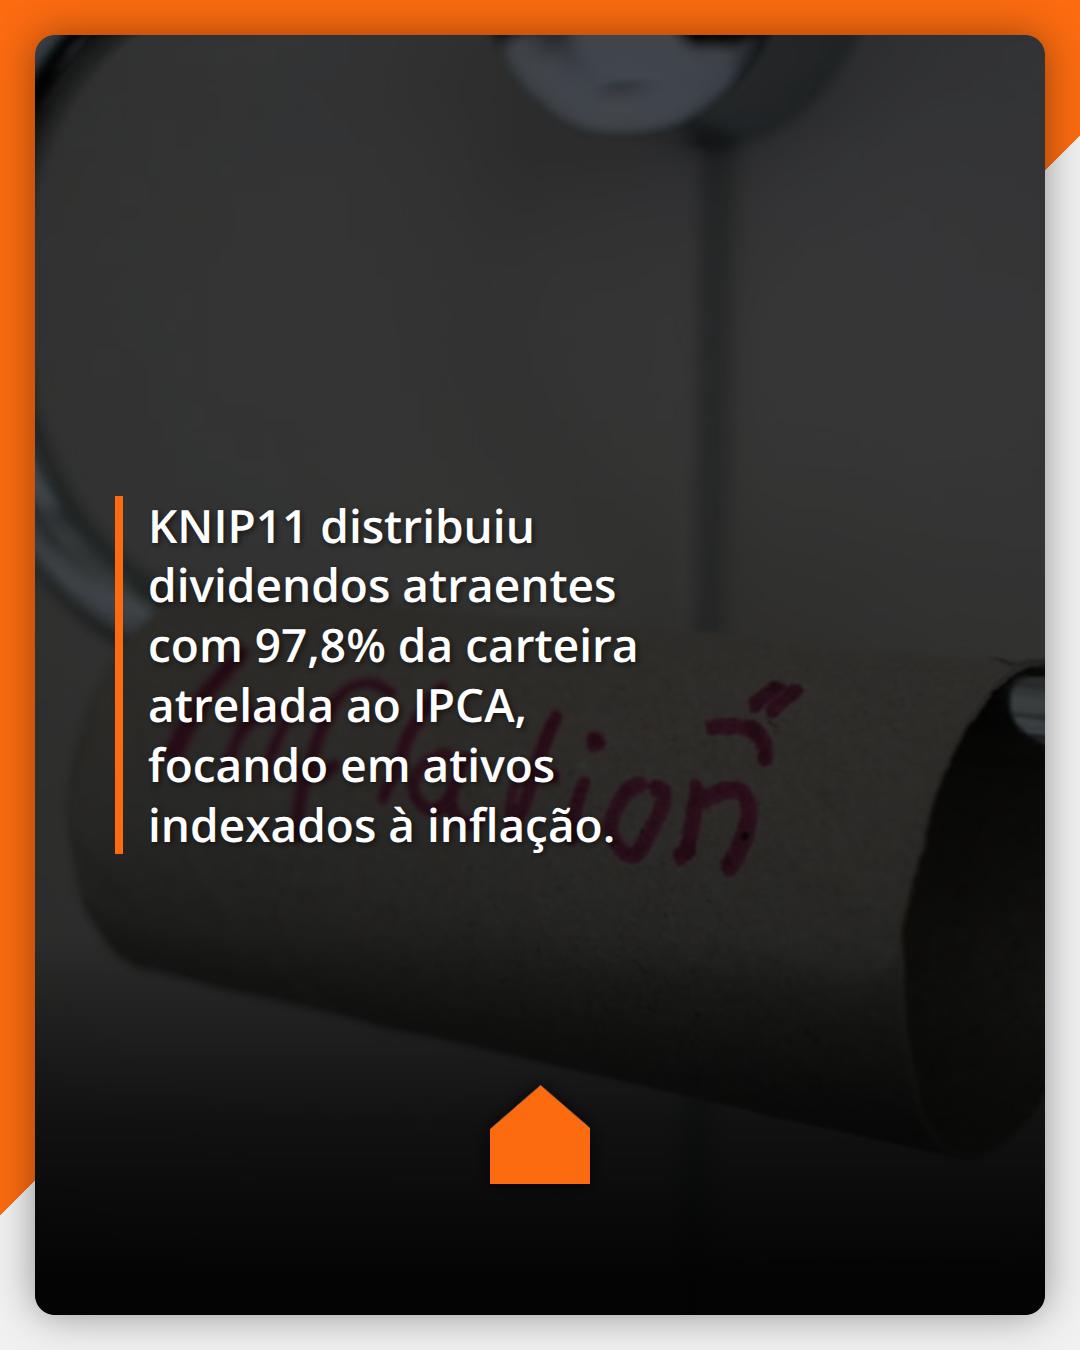 KNIP11 distribuiu
dividendos atraentes
com 97,8% da carteira
atrelada ao IPCA,
focando em ativos
indexados à inflação.